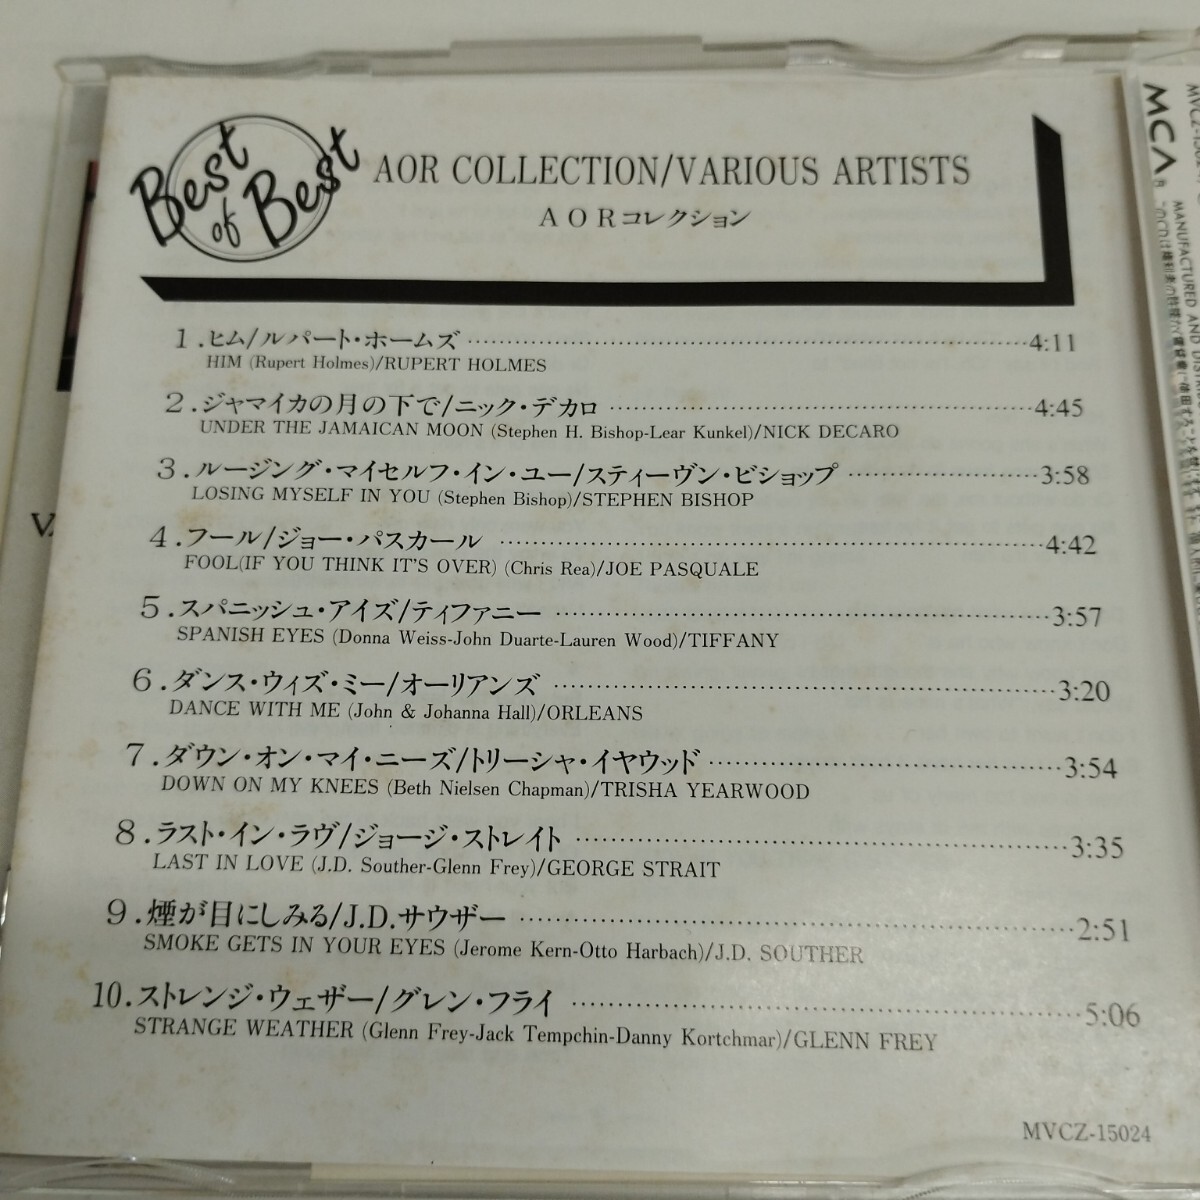 Best of Best
AOR COLLECTION/VARIOUS ARTISTS
AORコレクション
1.ヒム/ルパート・ホームズ 4:11
HIM (Rupert Holmes)/RUPERT HOLMES
2.ジャマイカの月の下で/ニック・デカロ 4:45
UNDER THE JAMAICAN MOON (Stephen H. Bishop-Lear Kunkel)/NICK DECARO
3.ルージング・マイセルフ・イン・ユー/スティーヴン・ビショップ 3:58
LOSING MYSELF IN YOU (Stephen Bishop)/STEPHEN BISHOP
4.フール/ジョー・パスカール 4:42
FOOL(IF YOU THINK IT'S OVER) (Chris Rea)/JOE PASQUALE
5.スパニッシュ・アイズ/ティファニー 3:57
SPANISH EYES (Donna Weiss-John Duarte-Lauren Wood)/TIFFANY
6.ダンス・ウィズ・ミー/オーリアンズ 3:20
DANCE WITH ME (John & Johanna Hall)/ORLEANS
7.ダウン・オン・マイ・ニーズ/トリーシャ・イヤウッド 3:54
DOWN ON MY KNEES (Beth Nielsen Chapman)/TRISHA YEARWOOD
8.ラスト・イン・ラヴ/ジョージ・ストレイト 3:35
LAST IN LOVE (J.D. Souther-Glenn Frey)/GEORGE STRAIT
9.煙が目にしみる/J.D.サウザー 2:51
SMOKE GETS IN YOUR EYES (Jerome Kern-Otto Harbach)/J.D. SOUTHER
10.ストレンジ・ウェザー/グレン・フライ 5:06
STRANGE WEATHER (Glenn Frey-Jack Tempchin-Danny Kortchmar)/GLENN FREY
MVCZ-15024
MCA
MANUFACTURED AND